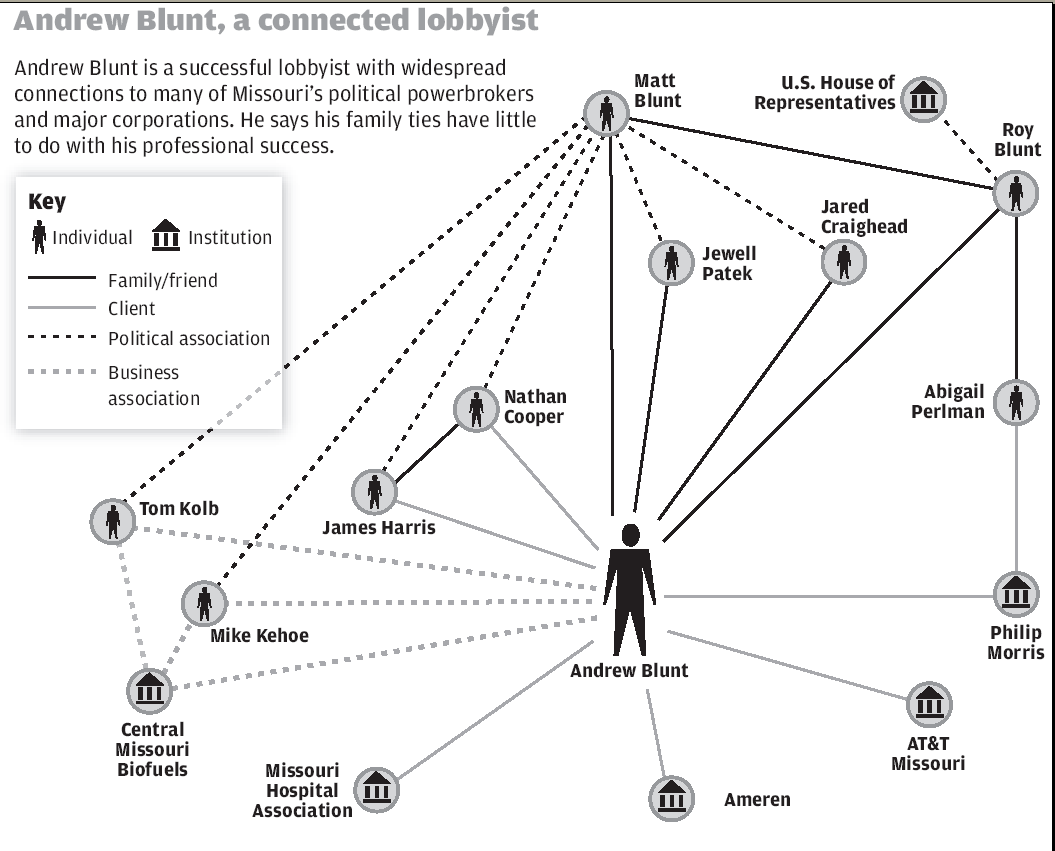 Andrew Blunt, a connected lobbyist
Andrew Blunt is a successful lobbyist with widespread
connections to many of Missouri's political powerbrokers
and major corporations. He says his family ties have little
to do with his professional success.
Key
Individual
Institution
Family/friend
Client
Political association
Business
association
Matt
Blunt
U.S. House of
Representatives
Roy
Blunt
Jared
Craighead
Jewell
Patek
Nathan
Cooper
Abigail
Perlman
Tom Kolb
James Harris
Mike Kehoe
Andrew Blunt
Philip
Morris
Central
Missouri
Biofuels
AT&T
Missouri
Missouri
Hospital
Association
Ameren